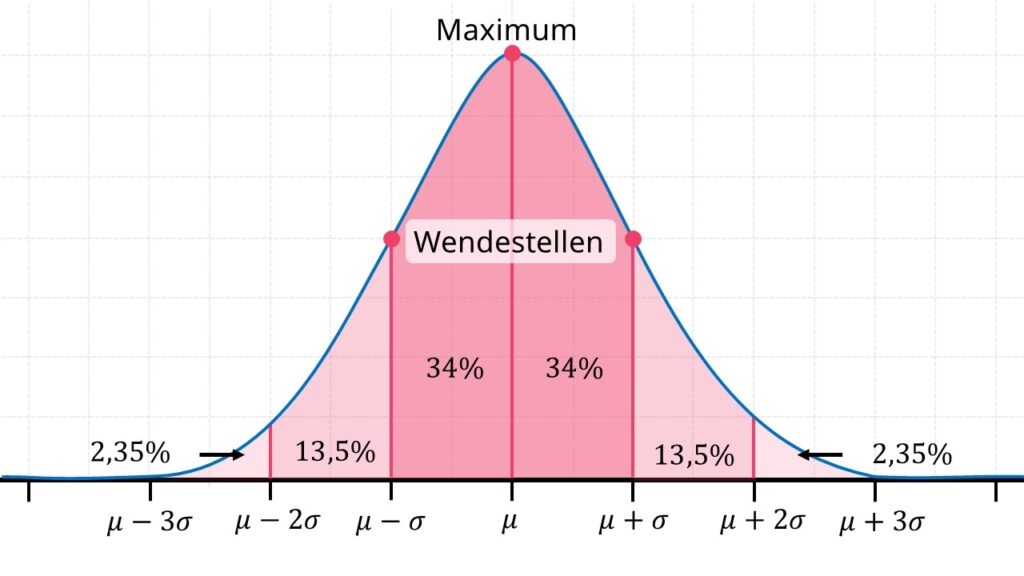 Maximum
Wendestellen
34% 34%
2,35% 13,5% 13,5% 2,35%
μ − 3σ μ − 2σ μ − σ μ μ + σ μ + 2σ μ + 3σ